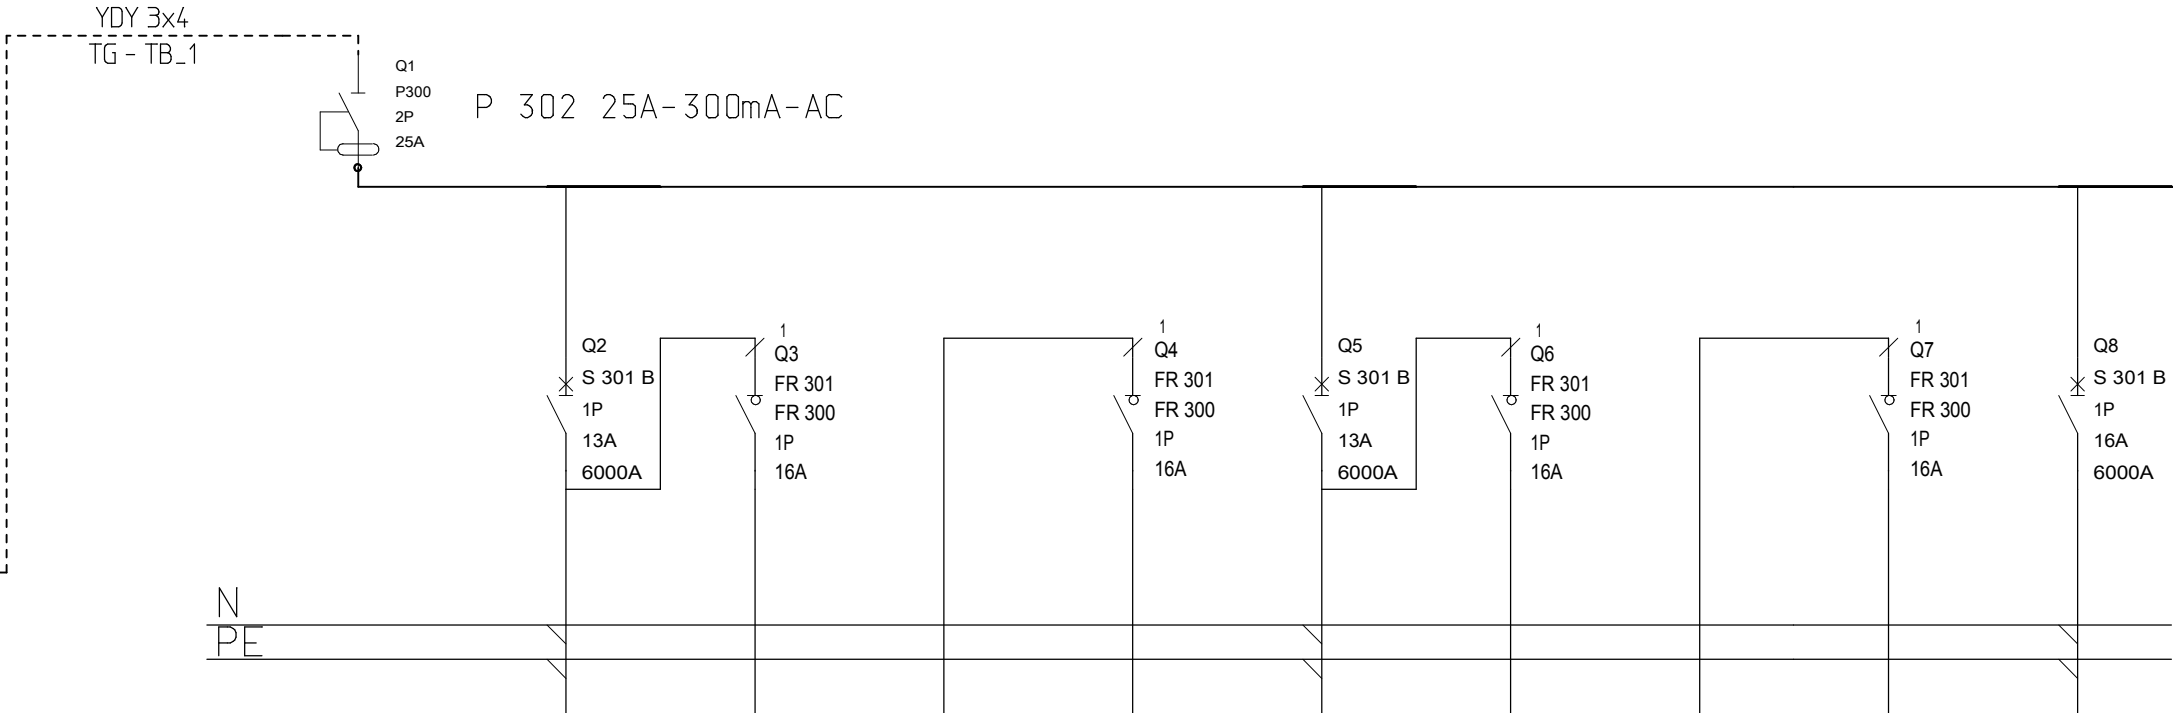 YDY 3x4
TG - TB_1
Q1
P300
2P
25A
P 302 25A-300mA-AC
Q2
S 301 B
1P
13A
6000A
1
Q3
FR 301
FR 300
1P
16A
1
Q4
FR 301
FR 300
1P
16A
Q5
S 301 B
1P
13A
6000A
1
Q6
FR 301
FR 300
1P
16A
1
Q7
FR 301
FR 300
1P
16A
Q8
S 301 B
1P
16A
6000A
N
PE